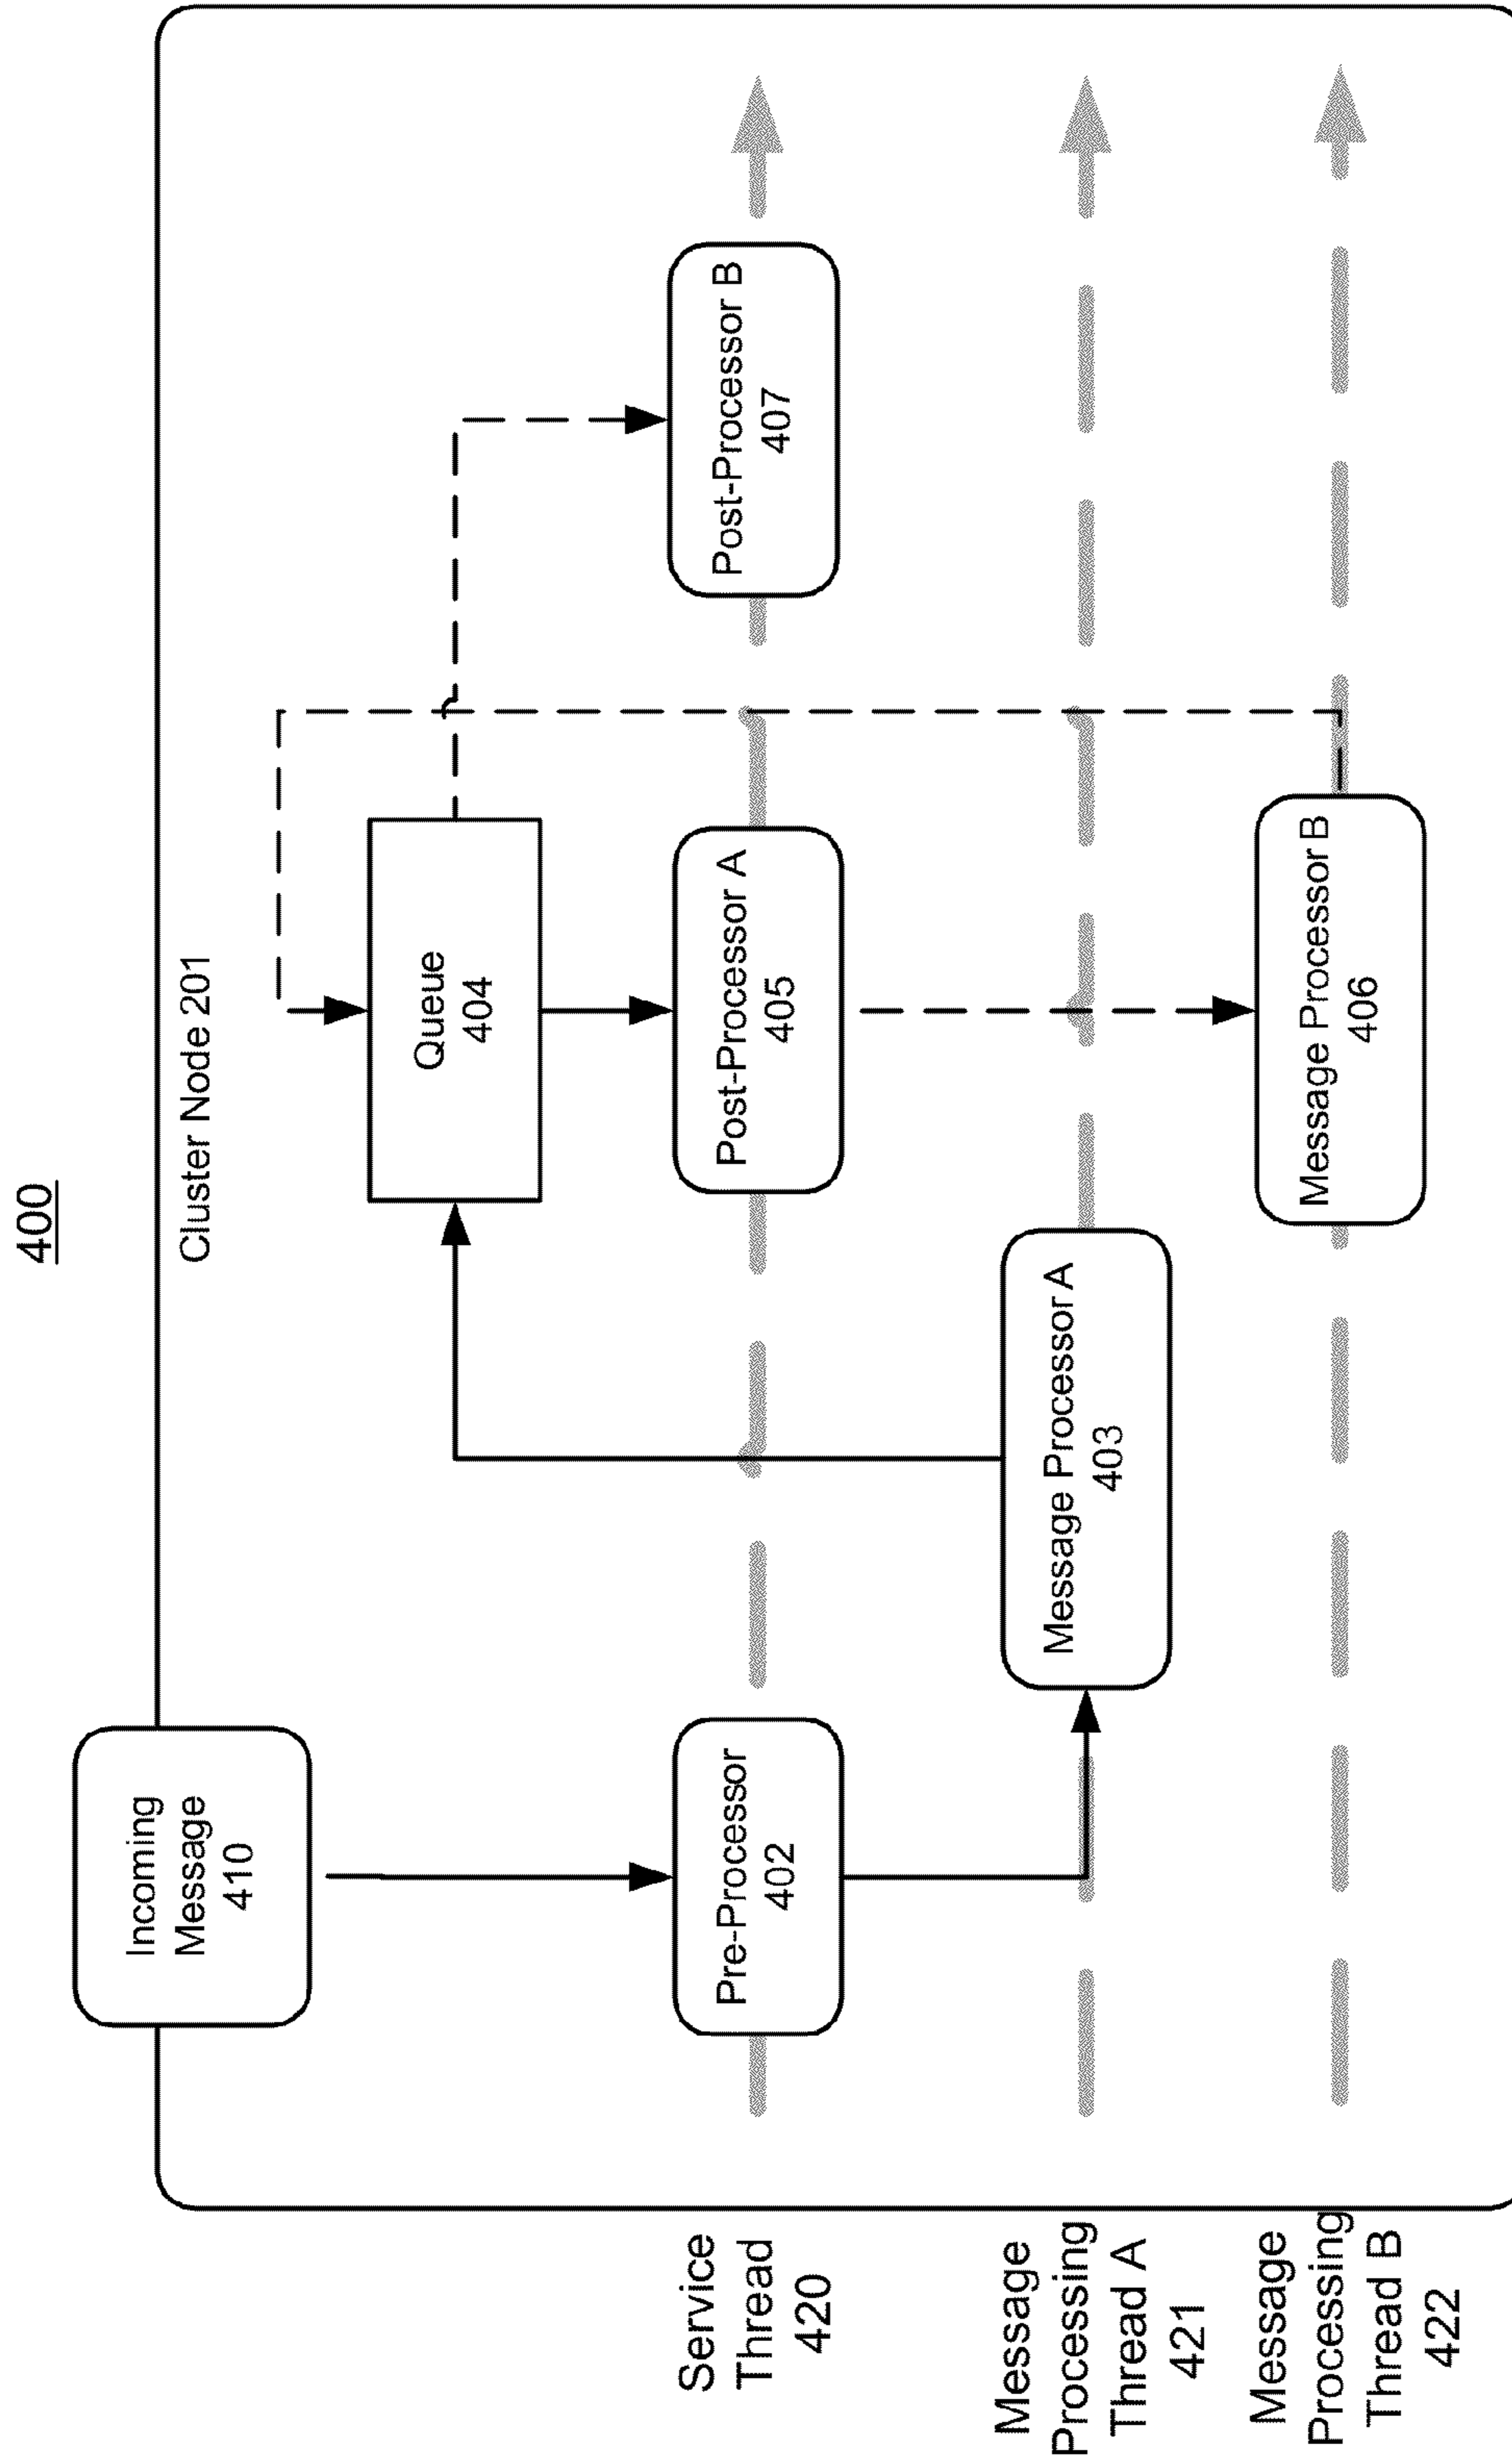 400
Cluster Node 201
Incoming
Message
410
Queue
404
Service
Thread
420
Pre-Processor
402
Post-Processor A
405
Post-Processor B
407
Message
Processing
Thread A
421
Message Processor A
403
Message
Processing
Thread B
422
Message Processor B
406